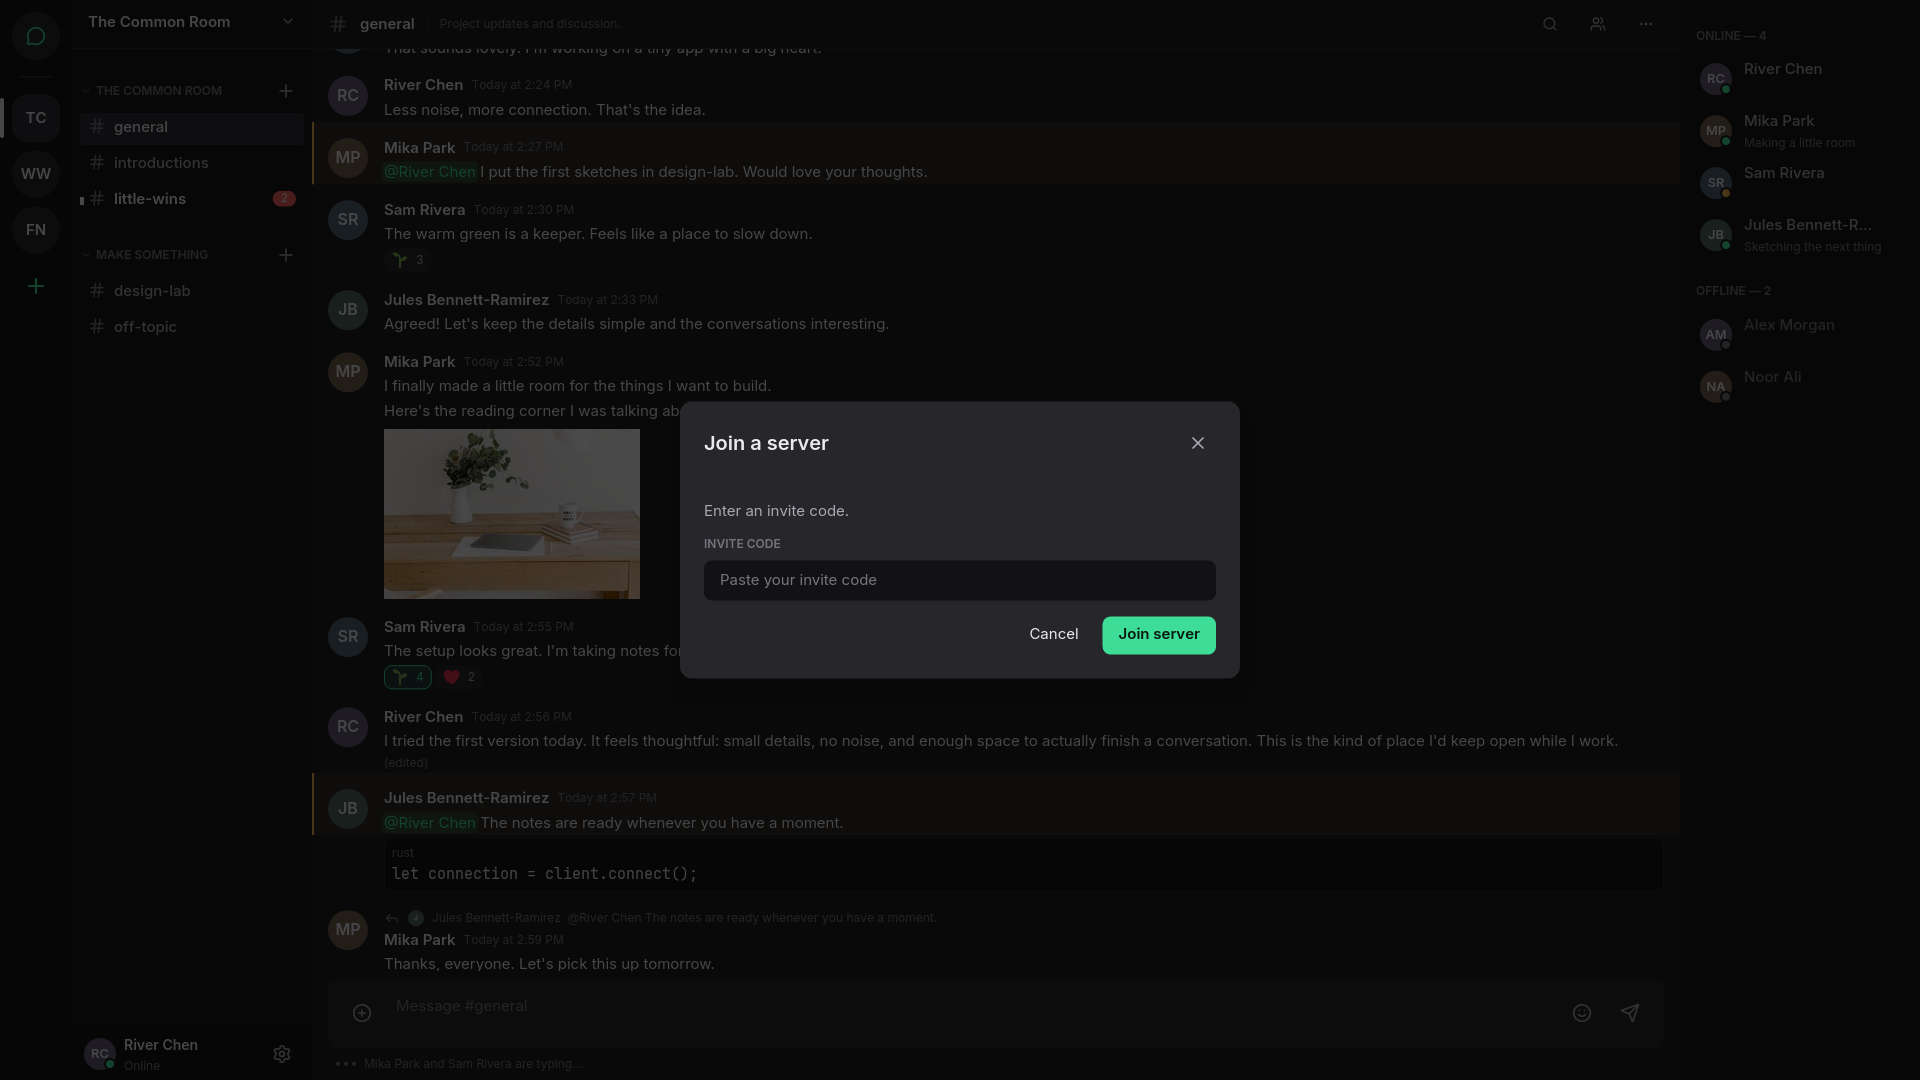 The Common Room
THE COMMON ROOM
TC
general
introductions
WW
little-wins
2
FN
MAKE SOMETHING
design-lab
off-topic
RC
River Chen
Online
general
Project updates and discussion.
That sounds lovely. I'm working on a tiny app with a big heart.
RC
River Chen Today at 2:24 PM
Less noise, more connection. That's the idea.
MP
Mika Park Today at 2:27 PM
@River Chen I put the first sketches in design-lab. Would love your thoughts.
SR
Sam Rivera Today at 2:30 PM
The warm green is a keeper. Feels like a place to slow down.
3
JB
Jules Bennett-Ramirez Today at 2:33 PM
Agreed! Let's keep the details simple and the conversations interesting.
MP
Mika Park Today at 2:52 PM
I finally made a little room for the things I want to build.
Here's the reading corner I was talking ab
SR
Sam Rivera Today at 2:55 PM
The setup looks great. I'm taking notes for
4
2
RC
River Chen Today at 2:56 PM
I tried the first version today. It feels thoughtful: small details, no noise, and enough space to actually finish a conversation. This is the kind of place I'd keep open while I work.
(edited)
JB
Jules Bennett-Ramirez Today at 2:57 PM
@River Chen The notes are ready whenever you have a moment.
rust
let connection = client.connect();
Jules Bennett-Ramirez @River Chen The notes are ready whenever you have a moment.
MP
Mika Park Today at 2:59 PM
Thanks, everyone. Let's pick this up tomorrow.
Message #general
Mika Park and Sam Rivera are typing...
Join a server
Enter an invite code.
INVITE CODE
Paste your invite code
Cancel
Join server
ONLINE — 4
RC
River Chen
MP
Mika Park
Making a little room
SR
Sam Rivera
JB
Jules Bennett-R...
Sketching the next thing
OFFLINE — 2
AM
Alex Morgan
NA
Noor Ali